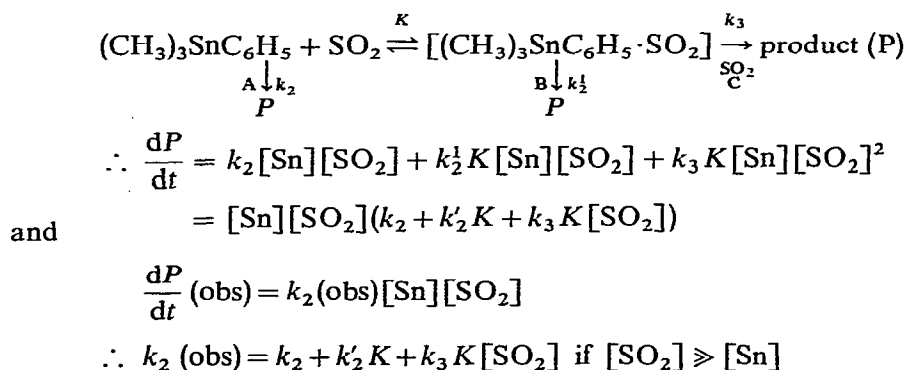 K k₃
(CH₃)₃SnC₆H₅ + SO₂ ⇌ [(CH₃)₃SnC₆H₅·SO₂] → product (P)
A ↓ k₂ B ↓ k₂¹ SO₂ C
P P
∴ dP/dt = k₂[Sn][SO₂] + k₂¹K[Sn][SO₂] + k₃K[Sn][SO₂]²
= [Sn][SO₂](k₂ + k′₂K + k₃K[SO₂])
and
dP/dt (obs) = k₂(obs)[Sn][SO₂]
∴ k₂ (obs) = k₂ + k′₂K + k₃K[SO₂] if [SO₂] ⩾ [Sn]